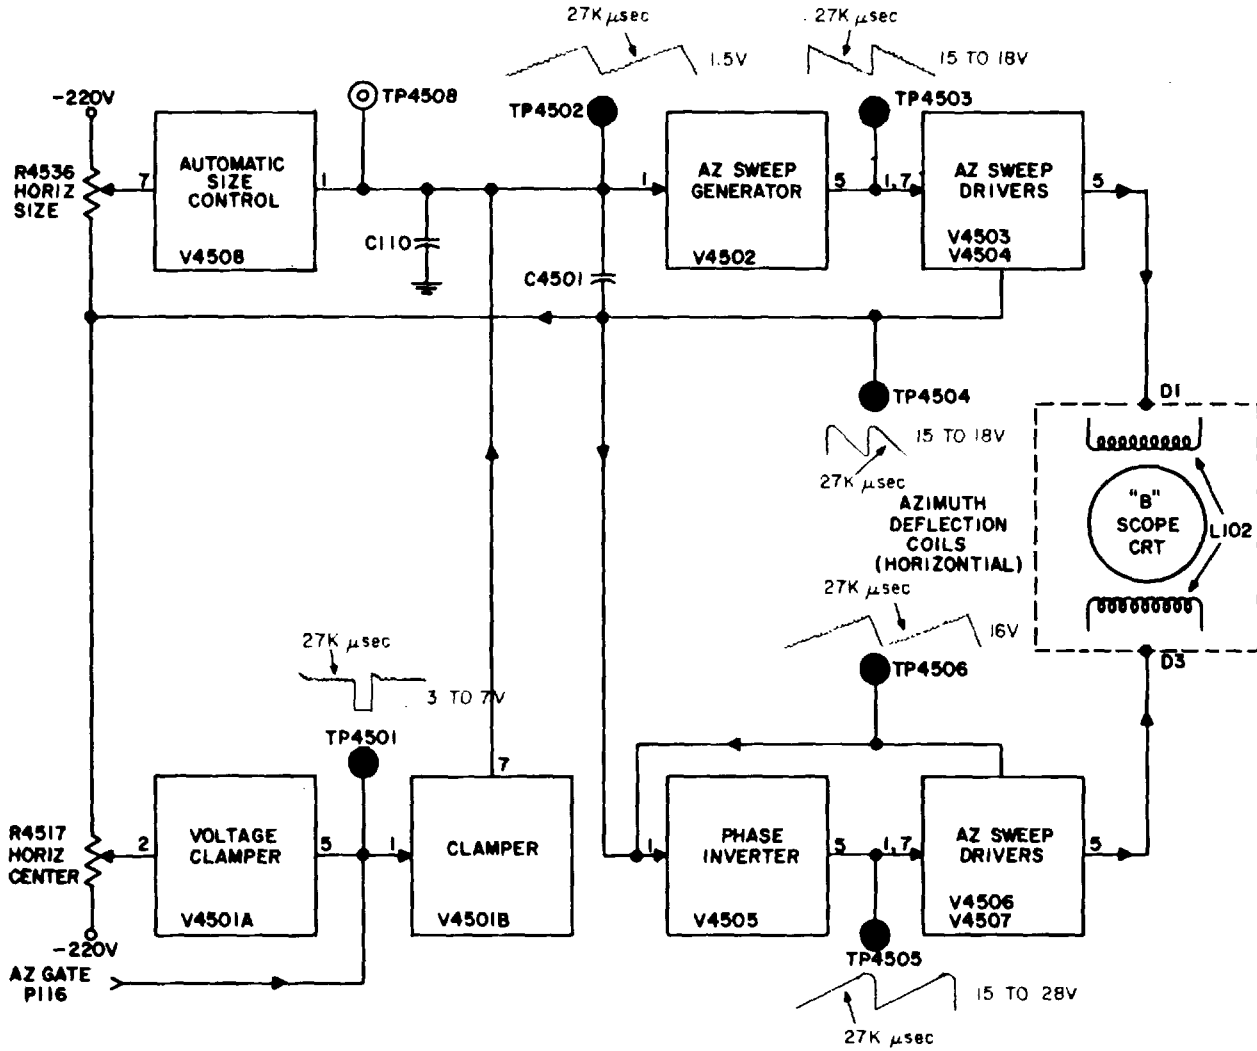 27K μsec
1.5V
27K μsec
15 TO 18V
-220V
TP4508
TP4502
TP4503
R4536
HORIZ
SIZE
7
AUTOMATIC
SIZE
CONTROL
V4508
1
C110
C4501
1
AZ SWEEP
GENERATOR
V4502
5
1,7
AZ SWEEP
DRIVERS
V4503
V4504
5
TP4504
15 TO 18V
27K μsec
D1
AZIMUTH
DEFLECTION
COILS
(HORIZONTIAL)
"B"
SCOPE
CRT
L102
27K μsec
16V
TP4506
D3
27K μsec
3 TO 7V
TP4501
7
R4517
HORIZ
CENTER
2
VOLTAGE
CLAMPER
V4501A
5
1
CLAMPER
V4501B
1
PHASE
INVERTER
V4505
5
1,7
AZ SWEEP
DRIVERS
V4506
V4507
5
-220V
AZ GATE
P116
TP4505
15 TO 28V
27K μsec